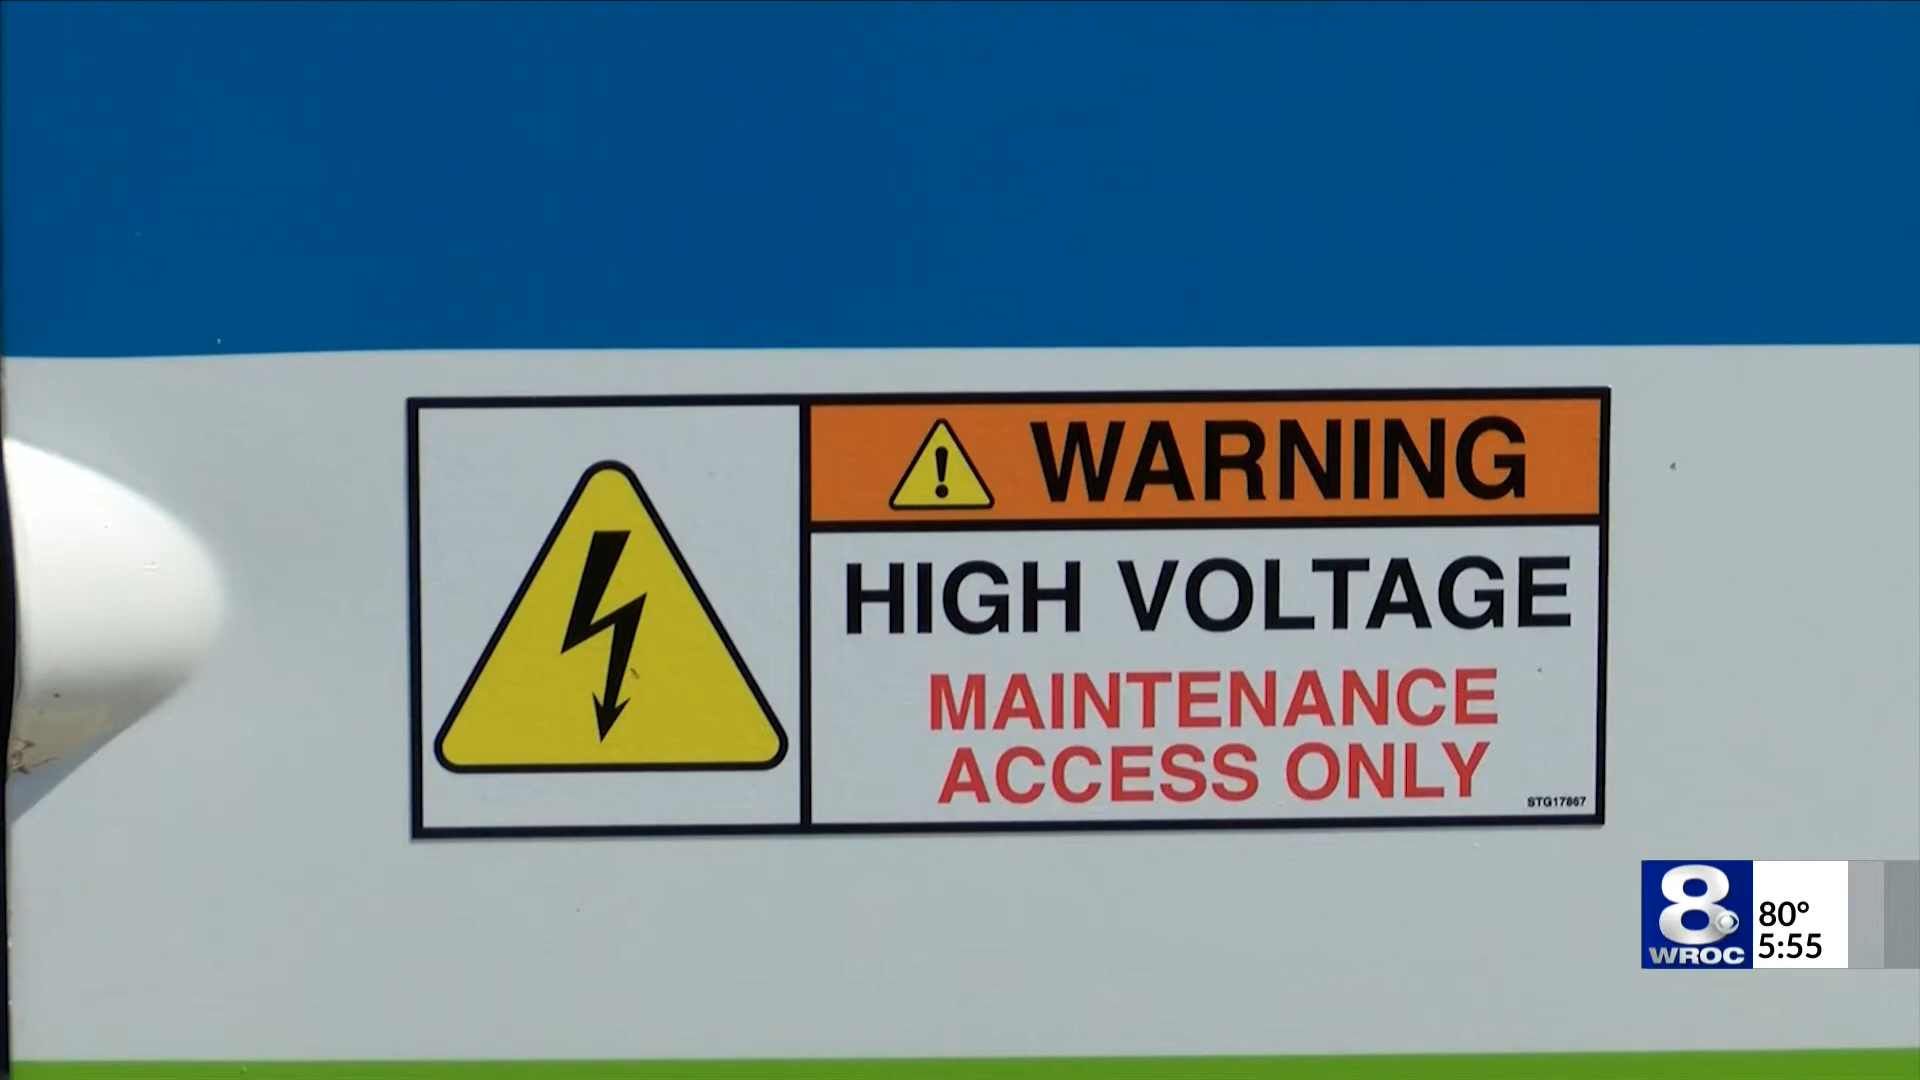 WARNING
HIGH VOLTAGE
MAINTENANCE
ACCESS ONLY
STG17867
8
WROC
80°
5:55